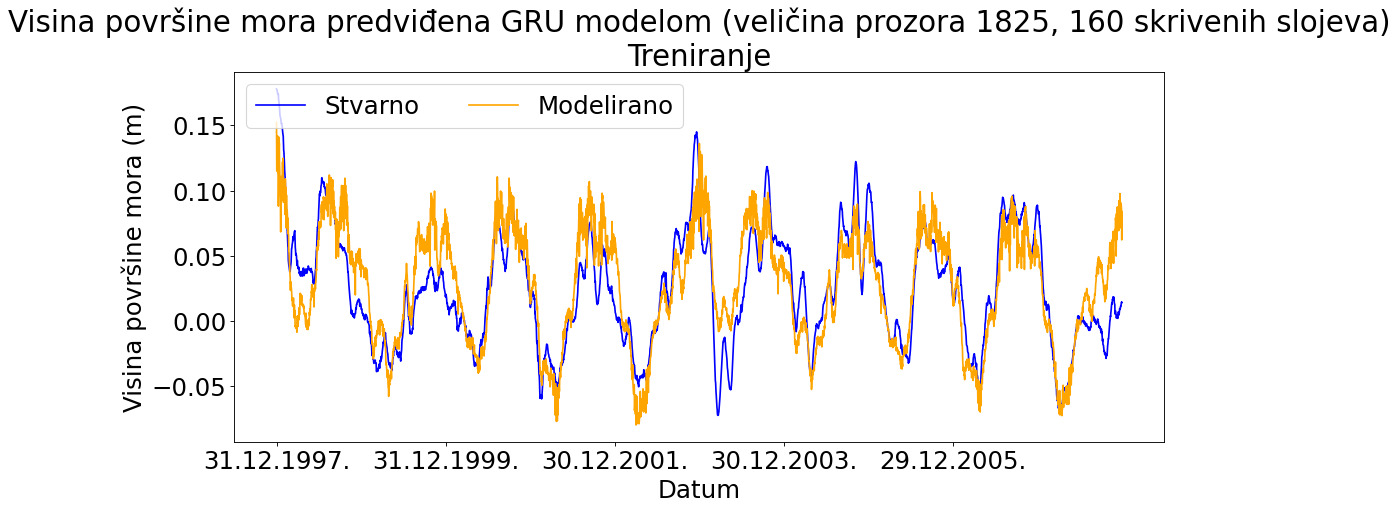 Visina površine mora predviđena GRU modelom (veličina prozora 1825, 160 skrivenih slojeva)
Treniranje
Stvarno
Modelirano
Visina površine mora (m)
0.15
0.10
0.05
0.00
−0.05
31.12.1997.
31.12.1999.
30.12.2001.
30.12.2003.
29.12.2005.
Datum